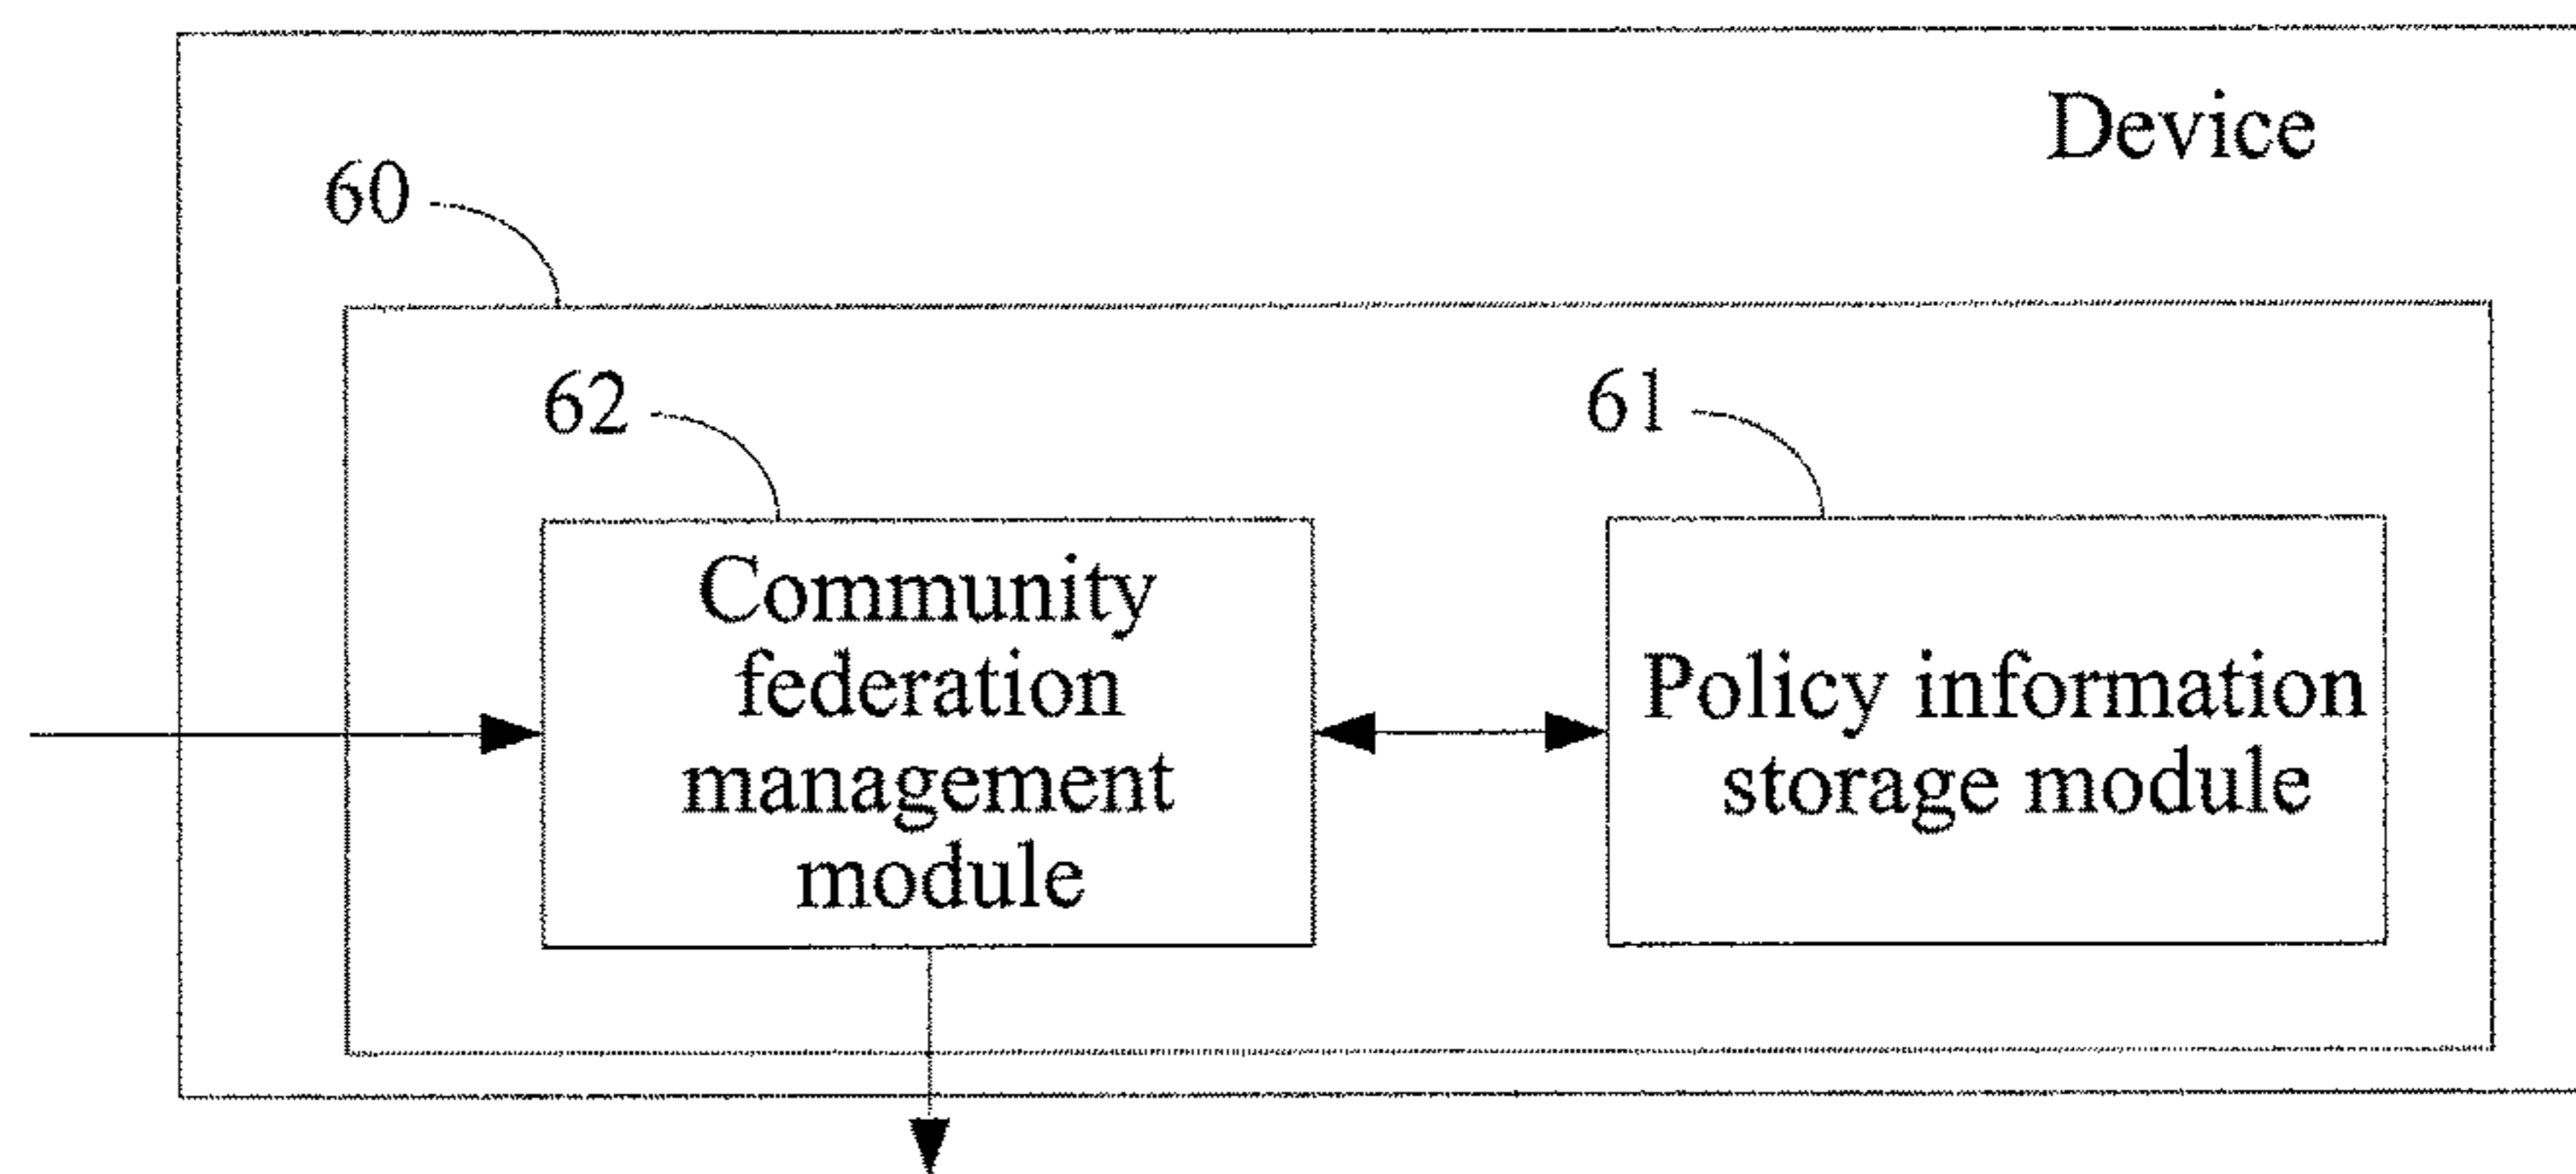 Device
60
62
61
Community
federation
management
module
Policy information
storage module